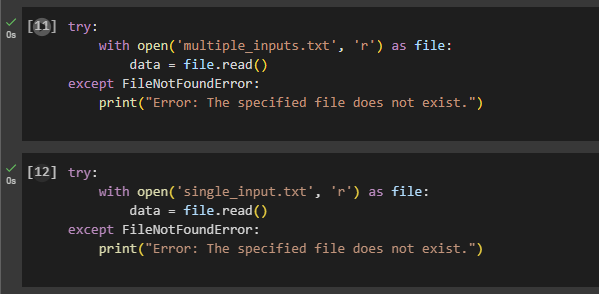 [11] try:
with open('multiple_inputs.txt', 'r') as file:
data = file.read()
0s
except FileNotFoundError:
print("Error: The specified file does not exist.")
[12] try:
0s
with open('single_input.txt', 'r') as file:
data = file.read()
except FileNotFoundError:
print("Error: The specified file does not exist.")